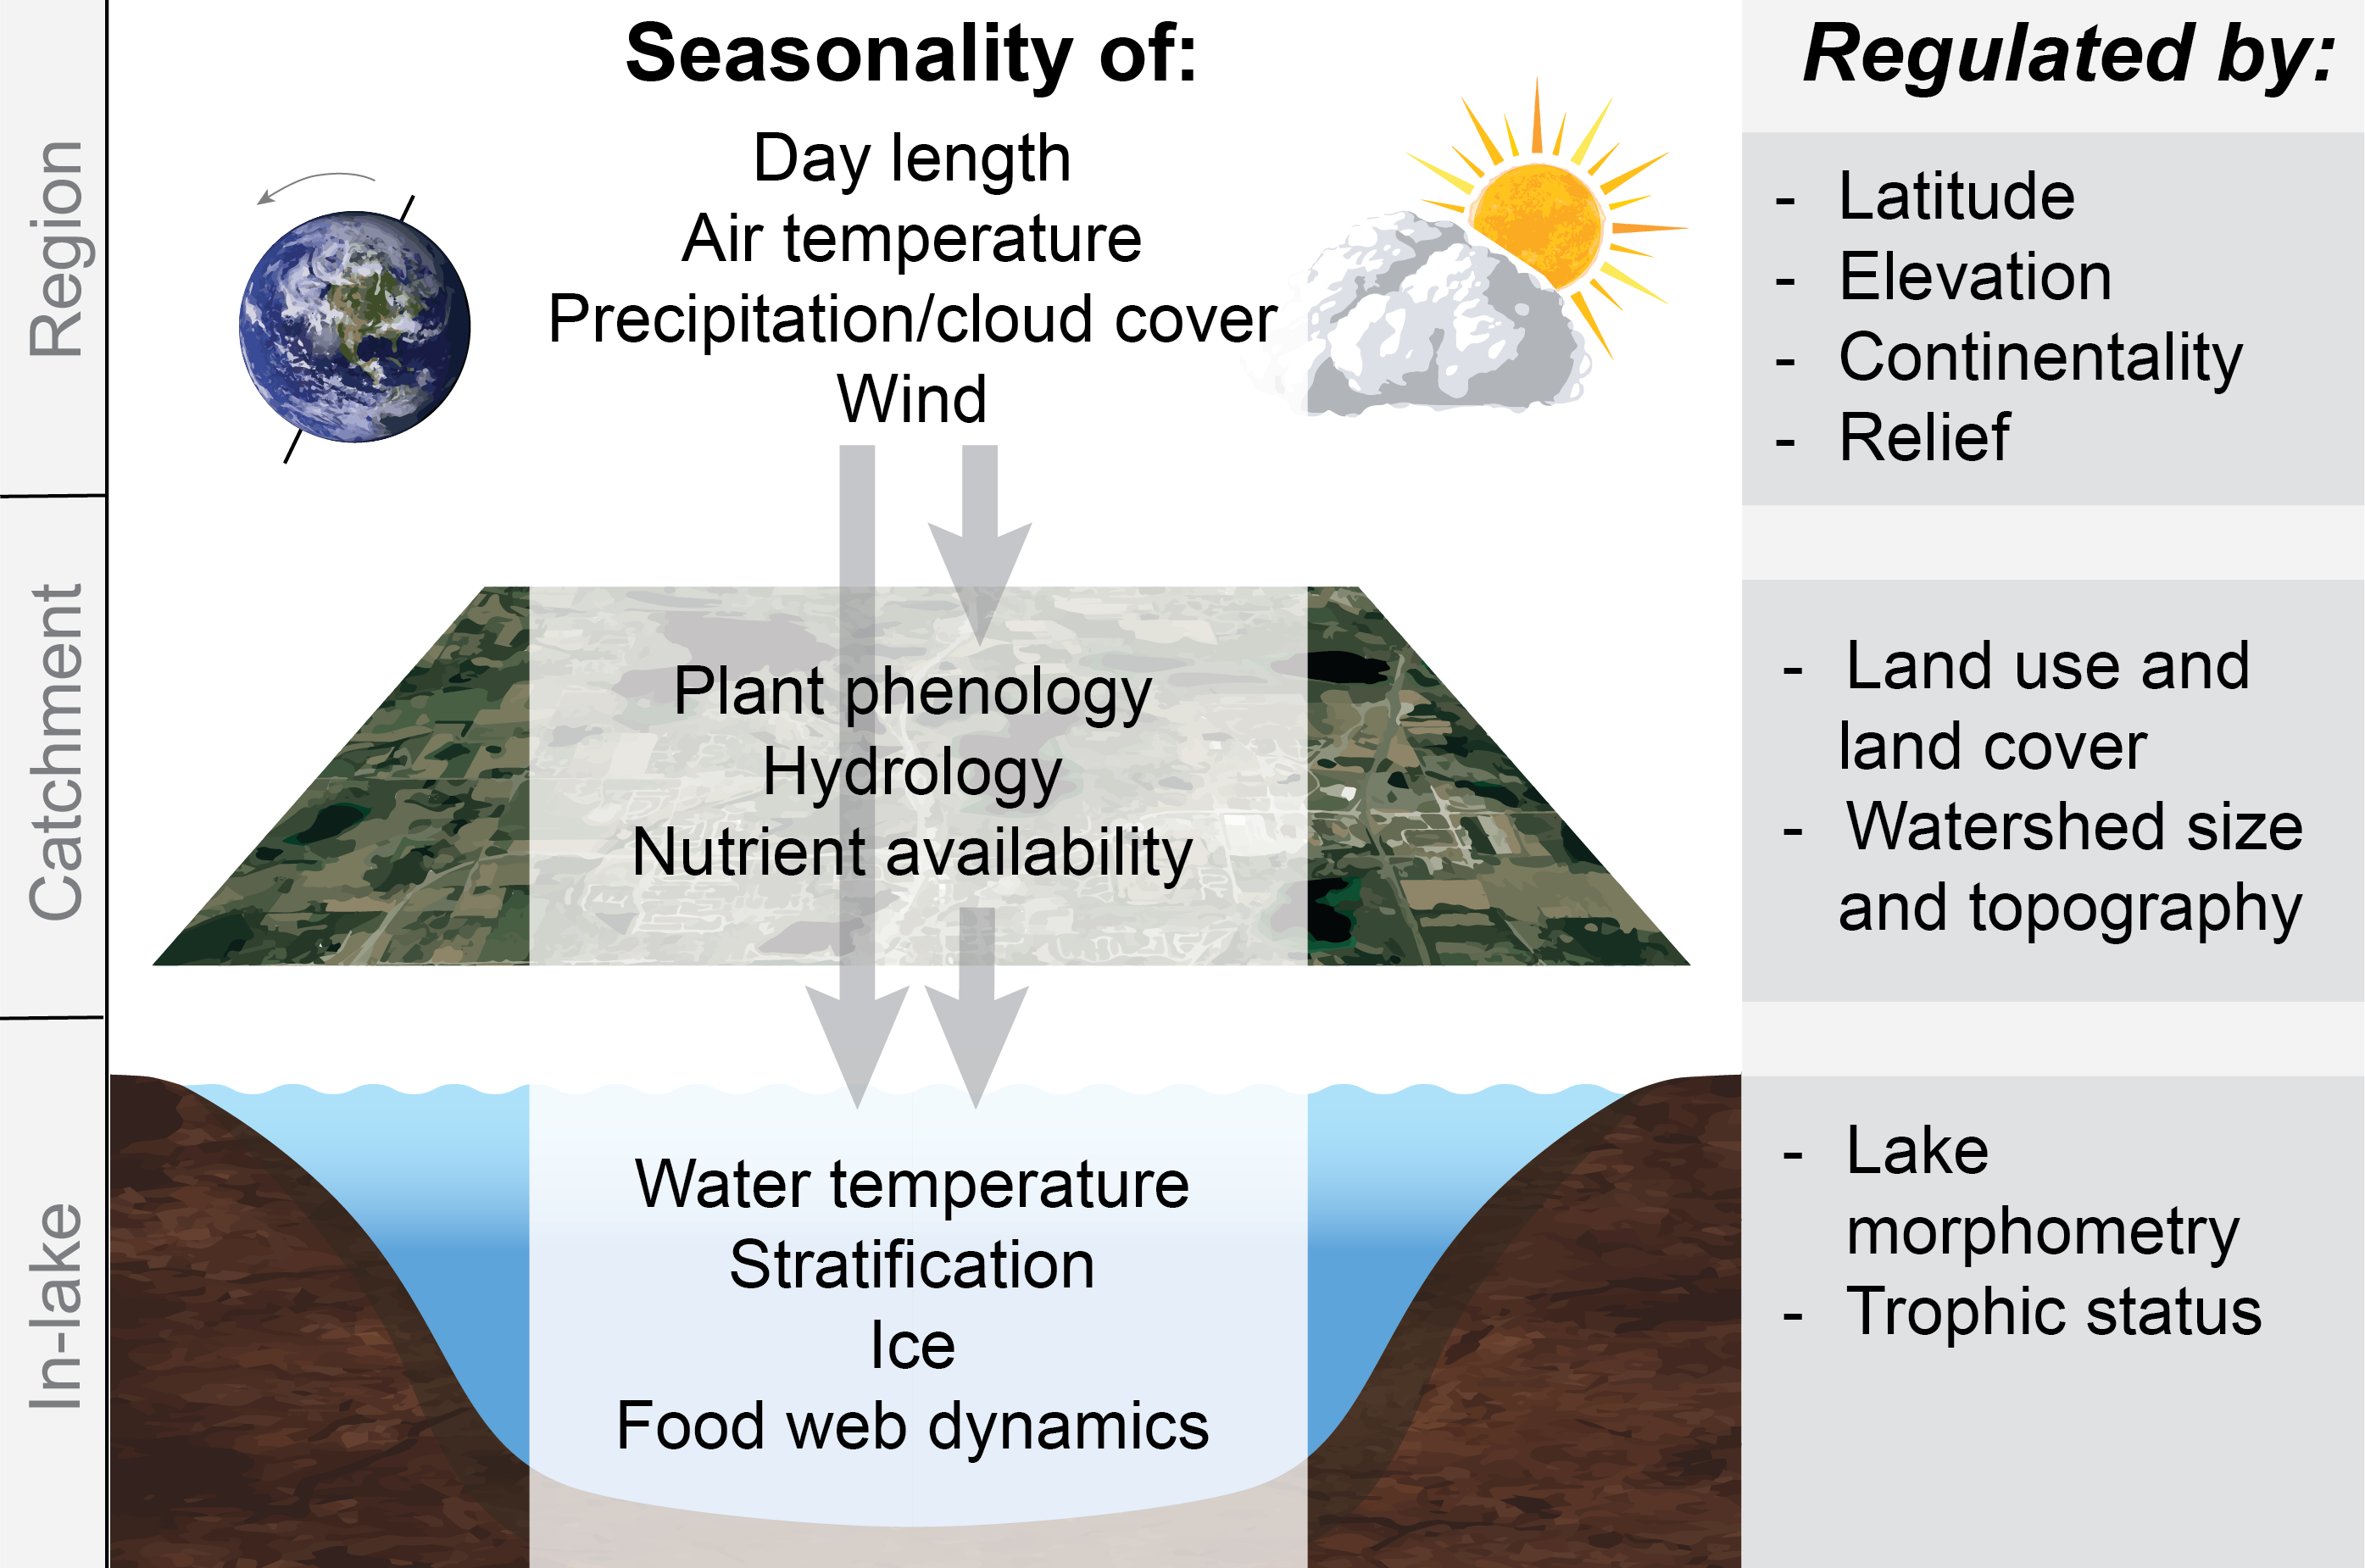 Seasonality of:
Regulated by:
Region
Day length
Air temperature
Precipitation/cloud cover
Wind
- Latitude
- Elevation
- Continentality
- Relief
Catchment
Plant phenology
Hydrology
Nutrient availability
- Land use and
land cover
- Watershed size
and topography
In-lake
Water temperature
Stratification
Ice
Food web dynamics
- Lake
morphometry
- Trophic status